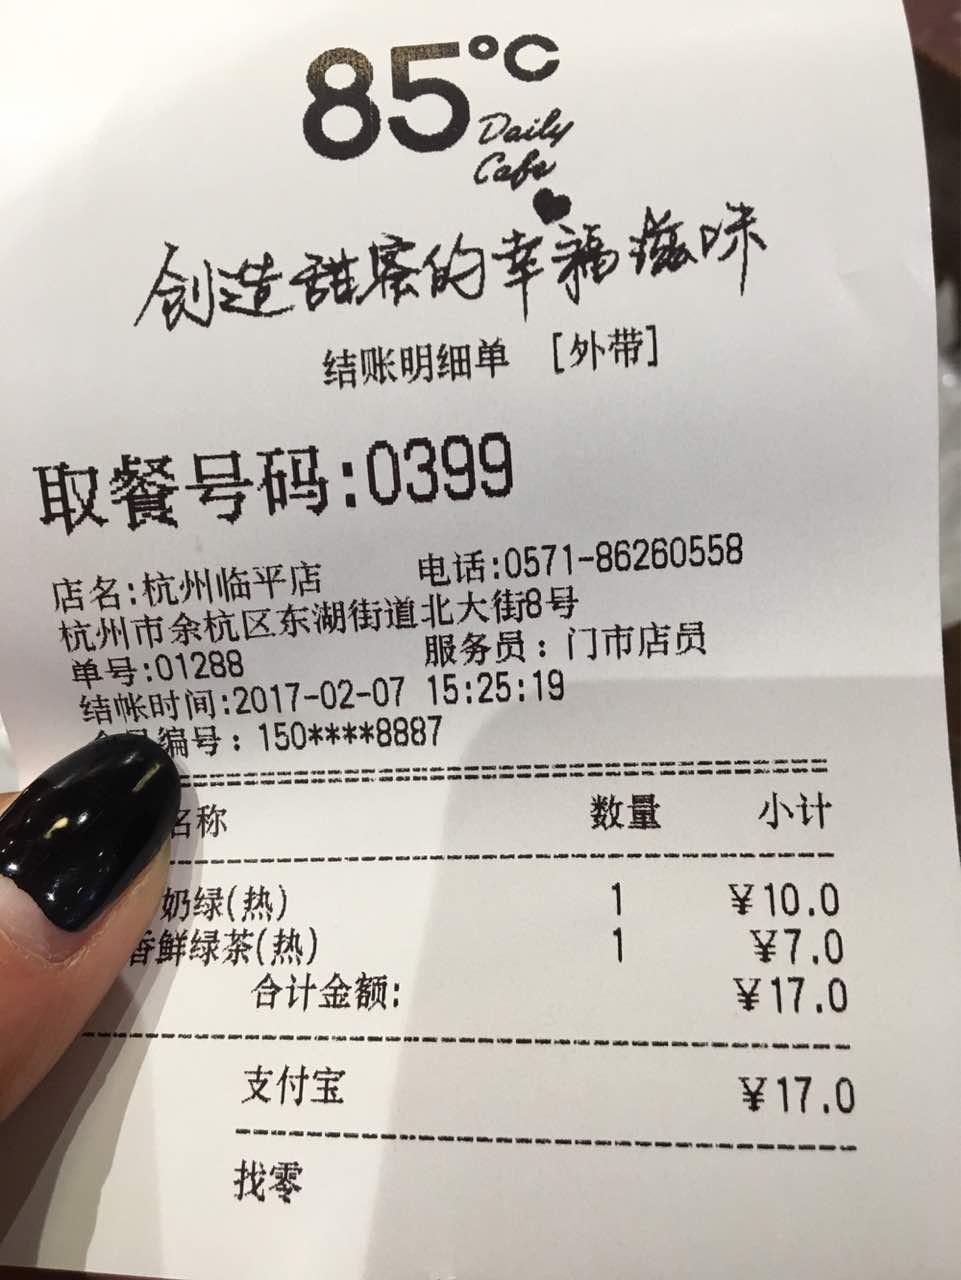 85°C
Daily
Cafe
创造甜蜜的幸福滋味
结账明细单 [外带]
取餐号码:0399
店名:杭州临平店 电话:0571-86260558
杭州市余杭区东湖街道北大街8号
单号:01288 服务员：门市店员
结帐时间:2017-02-07 15:25:19
编号：150****8887
名称 数量 小计
奶绿(热) 1 ¥10.0
香鲜绿茶(热) 1 ¥7.0
合计金额: ¥17.0
支付宝 ¥17.0
找零